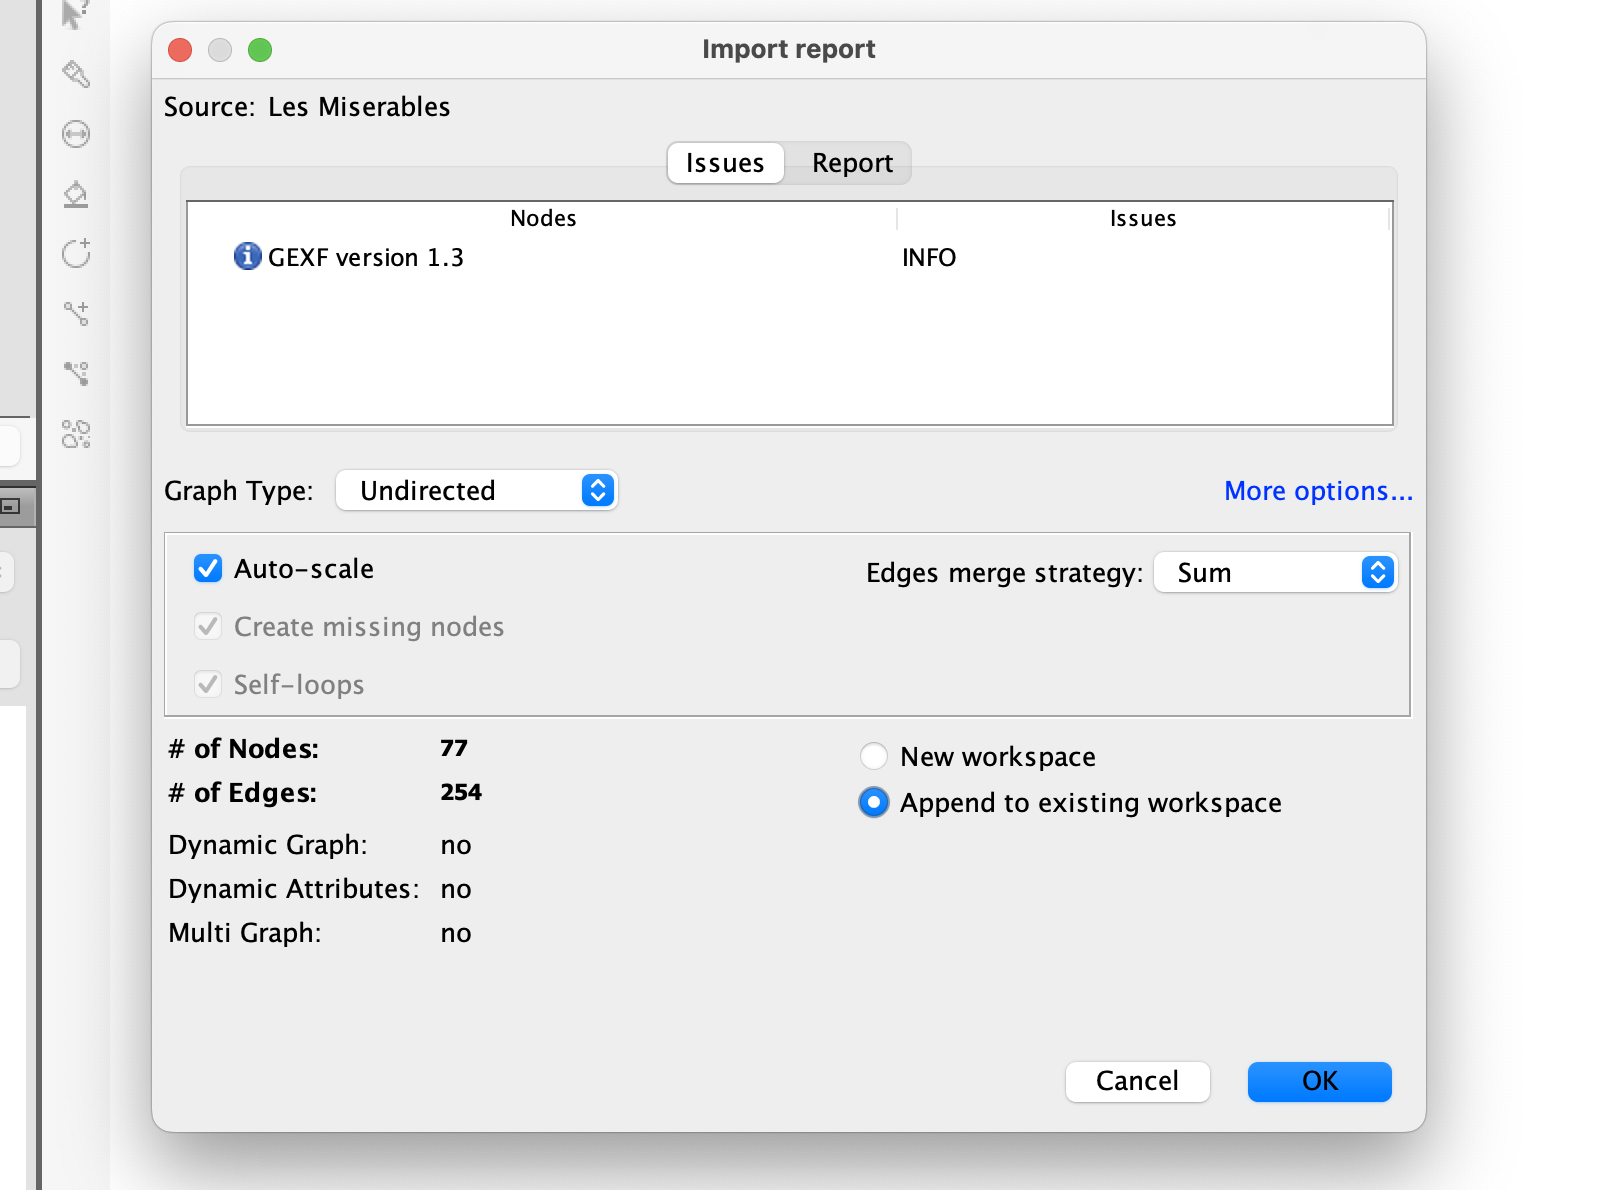 Import report
Source: Les Miserables
Issues Report
Nodes Issues
GEXF version 1.3 INFO
Graph Type: Undirected More options...
Auto-scale Edges merge strategy: Sum
Create missing nodes
Self-loops
# of Nodes: 77
New workspace
# of Edges: 254
Append to existing workspace
Dynamic Graph: no
Dynamic Attributes: no
Multi Graph: no
Cancel OK